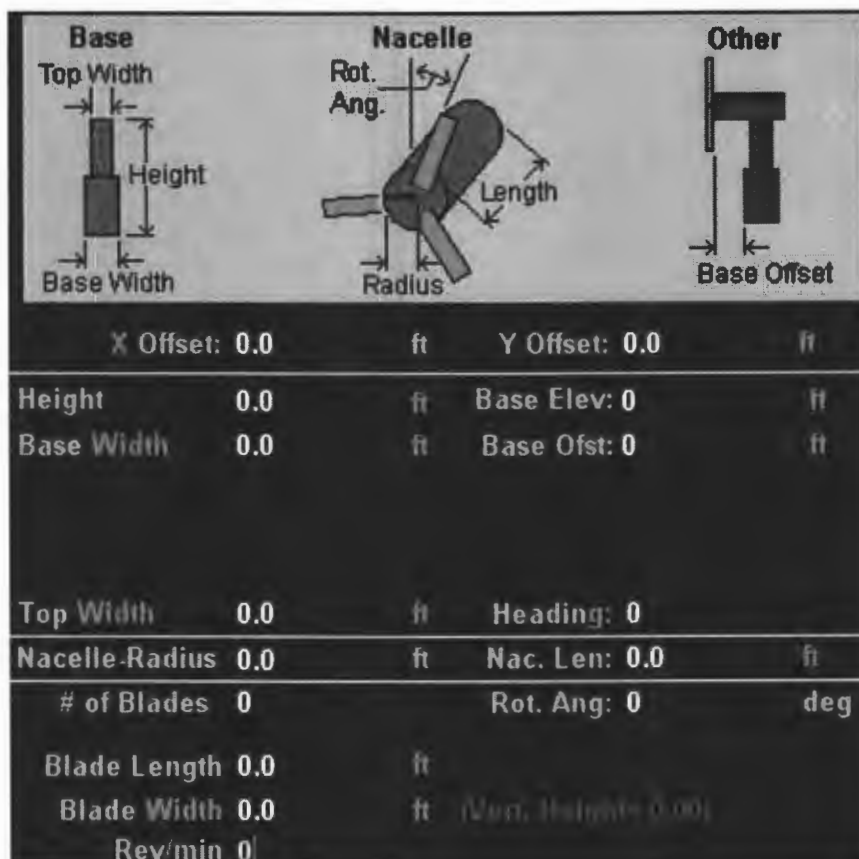 Base Nacelle Other
Top Width Rot.
Ang.
Height
Length
Base Width Radius Base Offset
X Offset: 0.0 ft Y Offset: 0.0 ft
Height 0.0 ft Base Elev: 0 ft
Base Width 0.0 ft Base Ofst: 0 ft
Top Width 0.0 ft Heading: 0
Nacelle-Radius 0.0 ft Nac. Len: 0.0 ft
# of Blades 0 Rot. Ang: 0 deg
Blade Length 0.0 ft
Blade Width 0.0 ft (Vert. Height= 0.00)
Rev/min 0